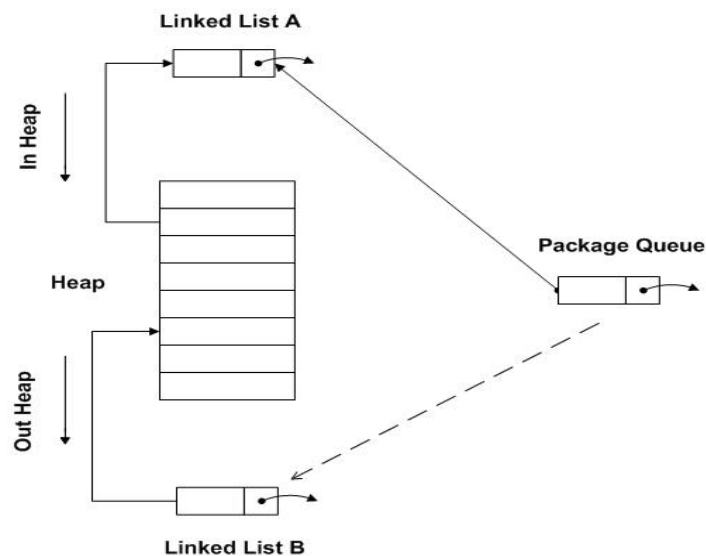 Linked List A
In Heap
Package Queue
Heap
Out Heap
Linked List B